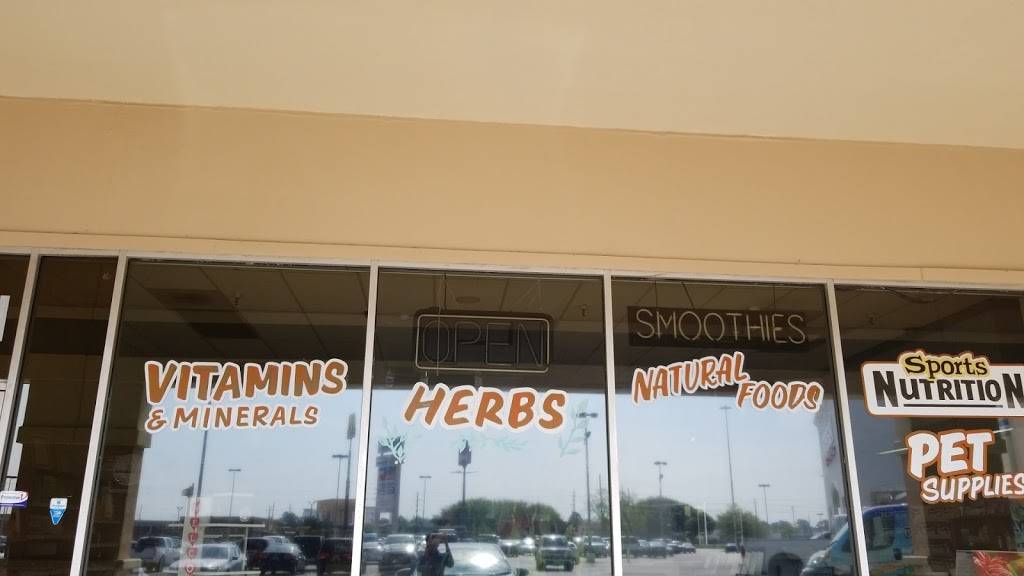 VITAMINS
& MINERALS
OPEN
HERBS
SMOOTHIES
NATURAL
FOODS
Sports
NUTRITION
PET
SUPPLIES